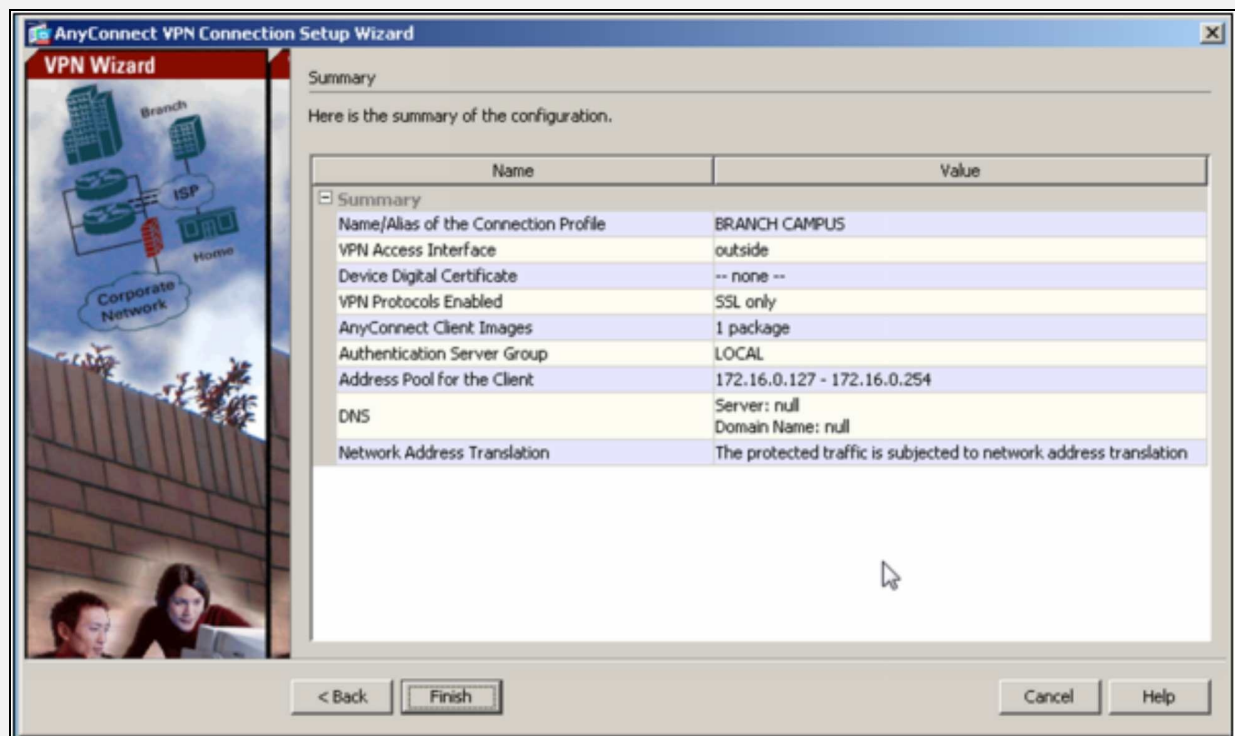 AnyConnect VPN Connection Setup Wizard
VPN Wizard
Branch
ISP
Home
Corporate
Network
Summary
Here is the summary of the configuration.
Name Value
Summary
Name/Alias of the Connection Profile BRANCH CAMPUS
VPN Access Interface outside
Device Digital Certificate -- none --
VPN Protocols Enabled SSL only
AnyConnect Client Images 1 package
Authentication Server Group LOCAL
Address Pool for the Client 172.16.0.127 - 172.16.0.254
DNS Server: null
Domain Name: null
Network Address Translation The protected traffic is subjected to network address translation
< Back Finish Cancel Help